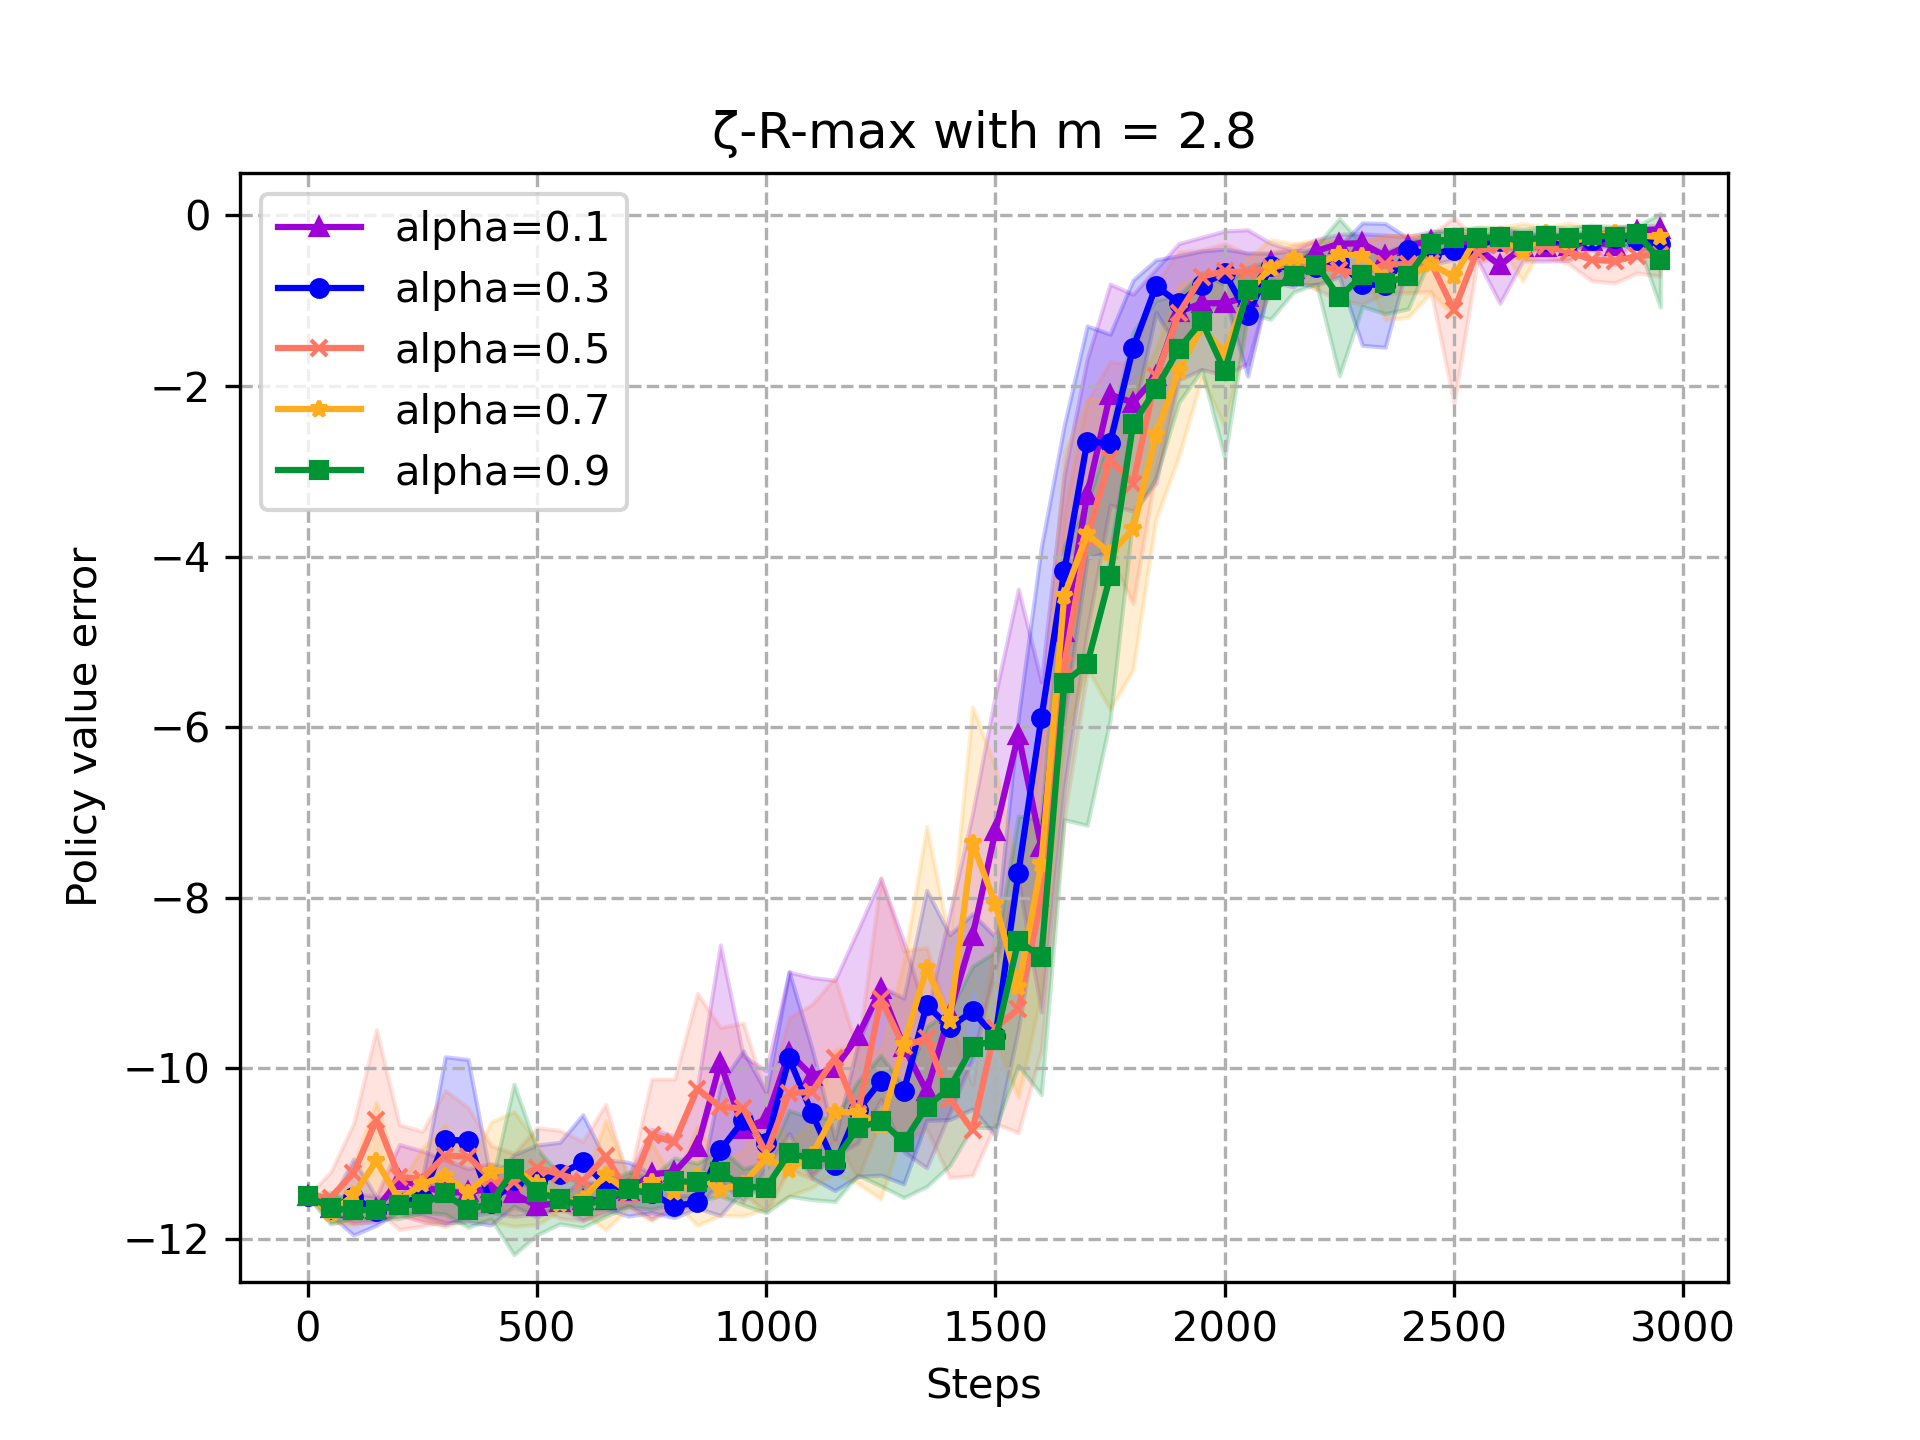 ζ-R-max with m = 2.8
alpha=0.1
alpha=0.3
alpha=0.5
alpha=0.7
alpha=0.9
Policy value error
0
−2
−4
−6
−8
−10
−12
0 500 1000 1500 2000 2500 3000
Steps